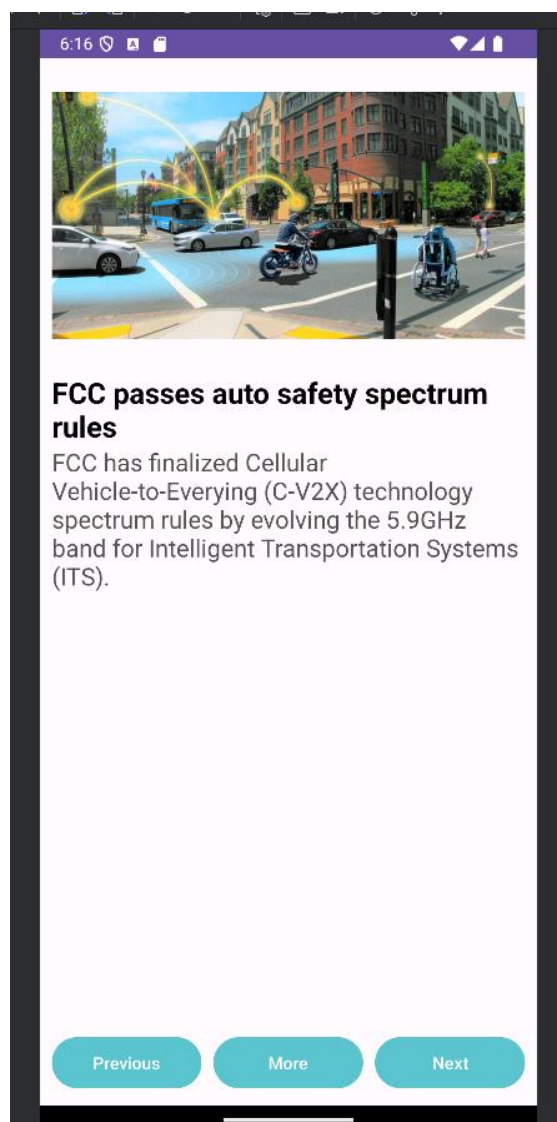 6:16
FCC passes auto safety spectrum
rules
FCC has finalized Cellular
Vehicle-to-Everying (C-V2X) technology
spectrum rules by evolving the 5.9GHz
band for Intelligent Transportation Systems
(ITS).
Previous More Next